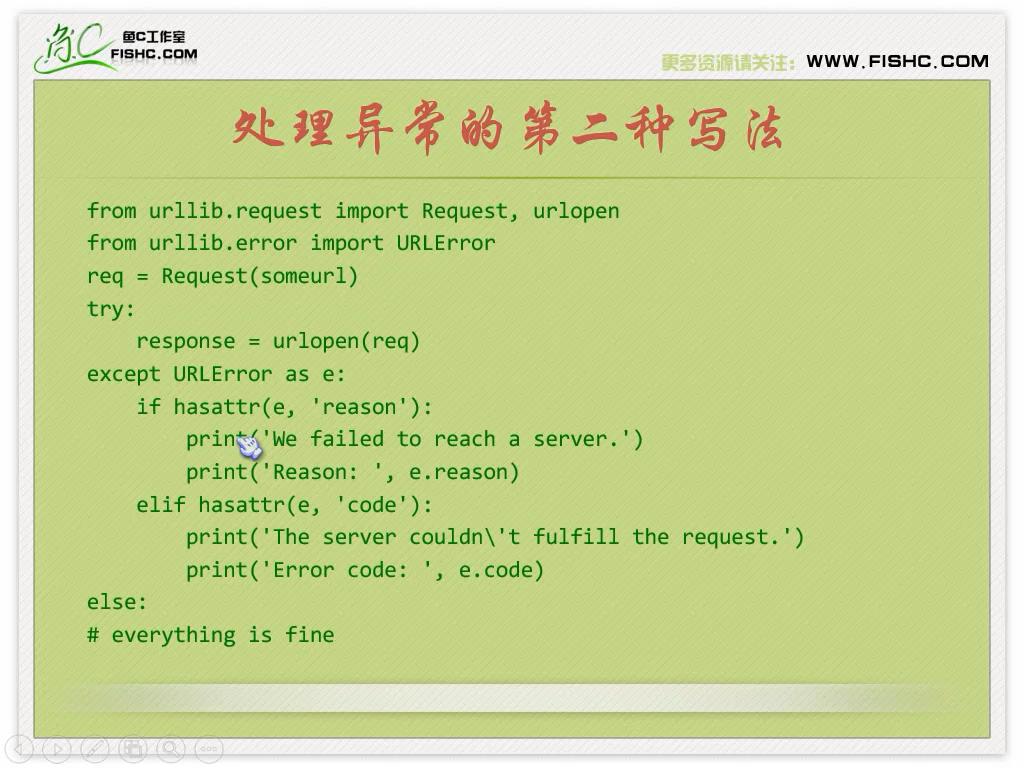 鱼C工作室
FISHC.COM
更多资源请关注: WWW.FISHC.COM
处理异常的第二种写法
from urllib.request import Request, urlopen
from urllib.error import URLError
req = Request(someurl)
try:
    response = urlopen(req)
except URLError as e:
    if hasattr(e, 'reason'):
        print('We failed to reach a server.')
        print('Reason: ', e.reason)
    elif hasattr(e, 'code'):
        print('The server couldn\'t fulfill the request.')
        print('Error code: ', e.code)
else:
# everything is fine